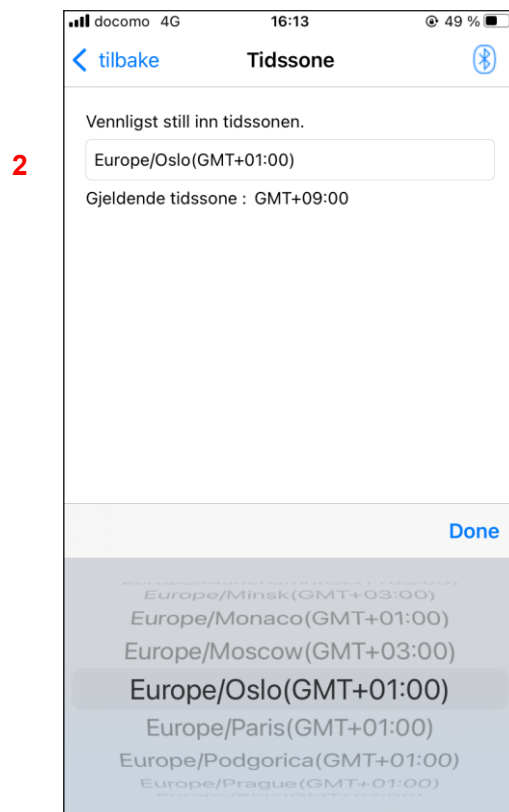 docomo 4G 16:13 49 %
tilbake Tidssone
Vennligst still inn tidssonen.
2
Europe/Oslo(GMT+01:00)
Gjeldende tidssone : GMT+09:00
Done
Europe/Minsk(GMT+03:00)
Europe/Monaco(GMT+01:00)
Europe/Moscow(GMT+03:00)
Europe/Oslo(GMT+01:00)
Europe/Paris(GMT+01:00)
Europe/Podgorica(GMT+01:00)
Europe/Prague(GMT+01:00)